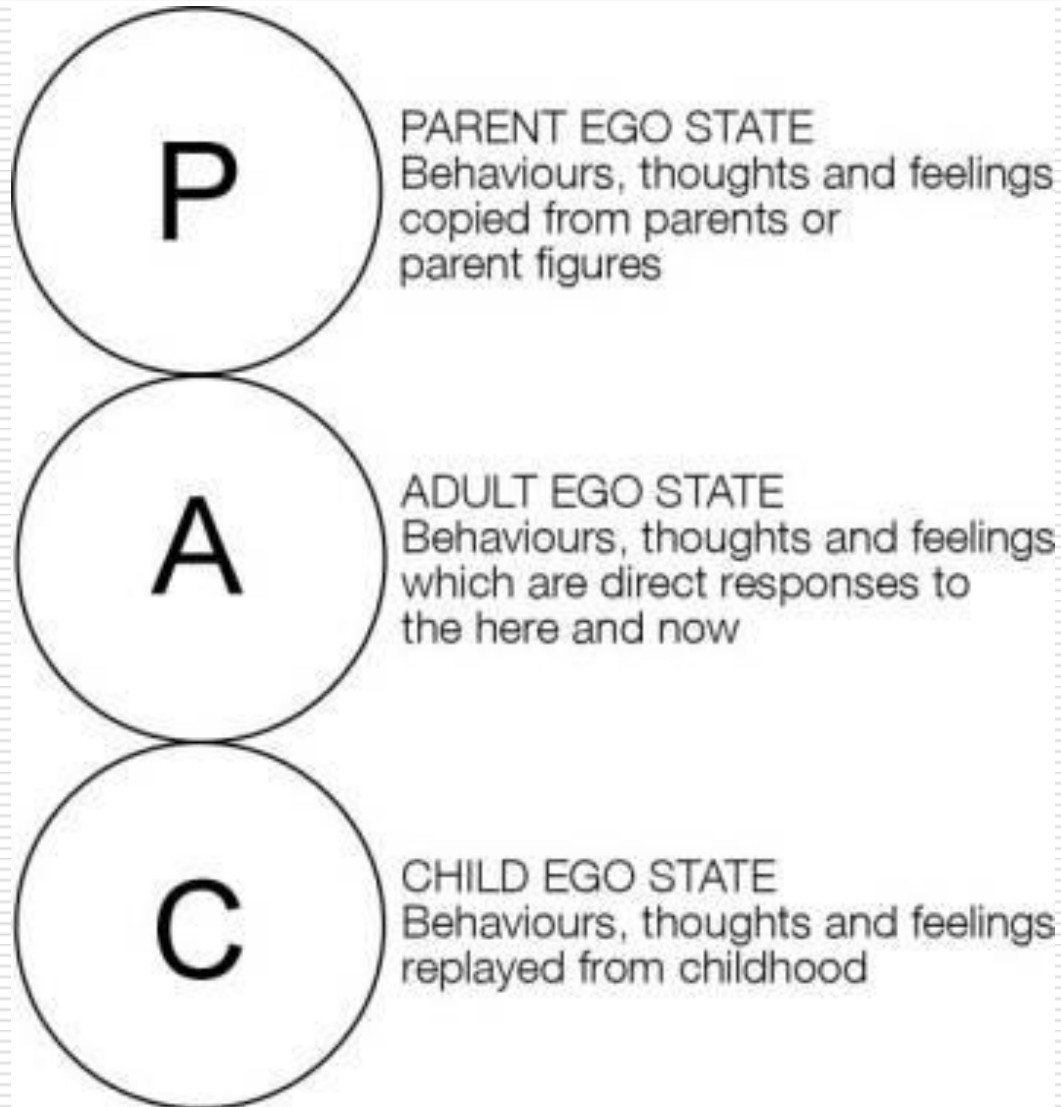 P
PARENT EGO STATE
Behaviours, thoughts and feelings
copied from parents or
parent figures
A
ADULT EGO STATE
Behaviours, thoughts and feelings
which are direct responses to
the here and now
C
CHILD EGO STATE
Behaviours, thoughts and feelings
replayed from childhood